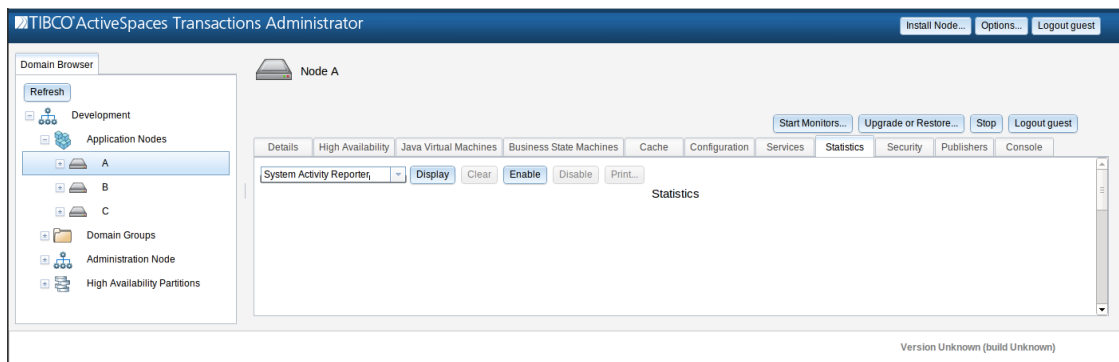 TIBCO ActiveSpaces Transactions Administrator
Install Node... Options... Logout guest
Domain Browser
Refresh
Development
Application Nodes
A
B
C
Domain Groups
Administration Node
High Availability Partitions
Node A
Start Monitors... Upgrade or Restore... Stop Logout guest
Details High Availability Java Virtual Machines Business State Machines Cache Configuration Services Statistics Security Publishers Console
System Activity Reporter Display Clear Enable Disable Print...
Statistics
Version Unknown (build Unknown)